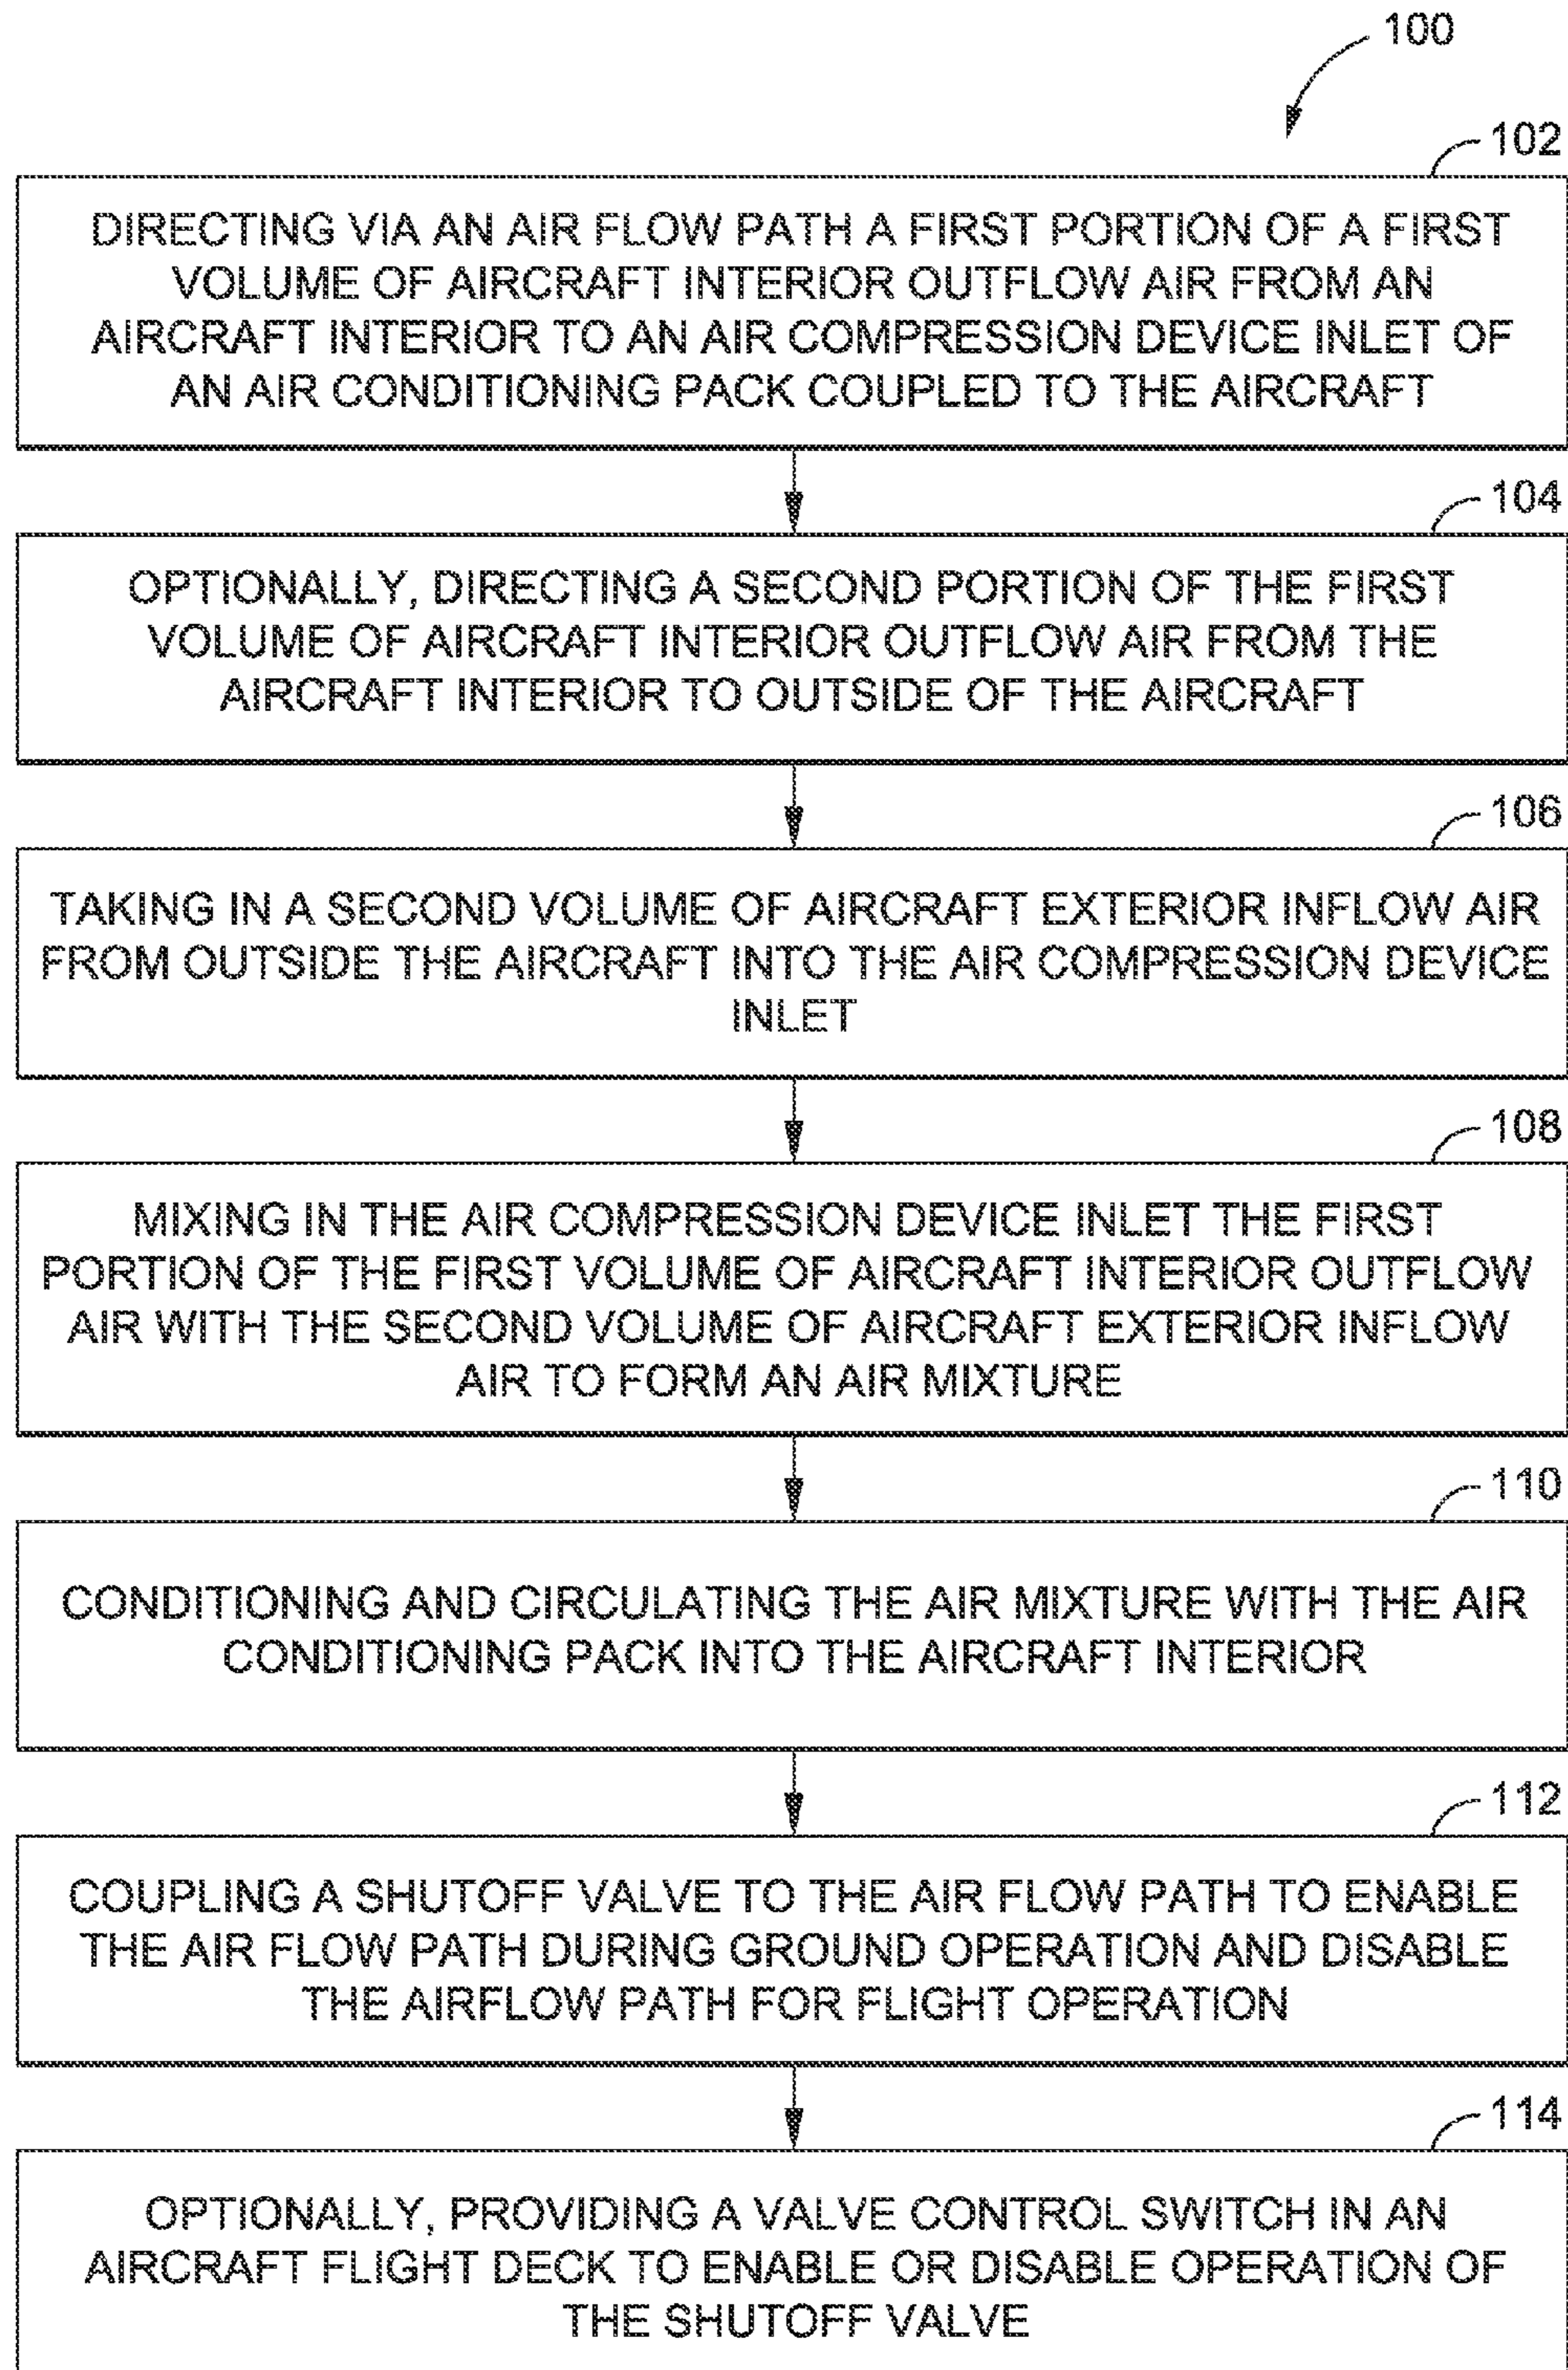 100
102
DIRECTING VIA AN AIR FLOW PATH A FIRST PORTION OF A FIRST
VOLUME OF AIRCRAFT INTERIOR OUTFLOW AIR FROM AN
AIRCRAFT INTERIOR TO AN AIR COMPRESSION DEVICE INLET OF
AN AIR CONDITIONING PACK COUPLED TO THE AIRCRAFT
104
OPTIONALLY, DIRECTING A SECOND PORTION OF THE FIRST
VOLUME OF AIRCRAFT INTERIOR OUTFLOW AIR FROM THE
AIRCRAFT INTERIOR TO OUTSIDE OF THE AIRCRAFT
106
TAKING IN A SECOND VOLUME OF AIRCRAFT EXTERIOR INFLOW AIR
FROM OUTSIDE THE AIRCRAFT INTO THE AIR COMPRESSION DEVICE
INLET
108
MIXING IN THE AIR COMPRESSION DEVICE INLET THE FIRST
PORTION OF THE FIRST VOLUME OF AIRCRAFT INTERIOR OUTFLOW
AIR WITH THE SECOND VOLUME OF AIRCRAFT EXTERIOR INFLOW
AIR TO FORM AN AIR MIXTURE
110
CONDITIONING AND CIRCULATING THE AIR MIXTURE WITH THE AIR
CONDITIONING PACK INTO THE AIRCRAFT INTERIOR
112
COUPLING A SHUTOFF VALVE TO THE AIR FLOW PATH TO ENABLE
THE AIR FLOW PATH DURING GROUND OPERATION AND DISABLE
THE AIRFLOW PATH FOR FLIGHT OPERATION
114
OPTIONALLY, PROVIDING A VALVE CONTROL SWITCH IN AN
AIRCRAFT FLIGHT DECK TO ENABLE OR DISABLE OPERATION OF
THE SHUTOFF VALVE